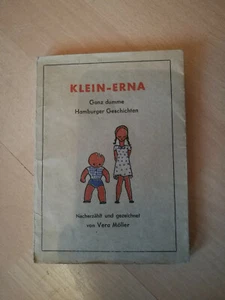 KLEIN-ERNA
Ganz dumme
Hamburger Geschichten
Nacherzählt und gezeichnet
von Vera Möller